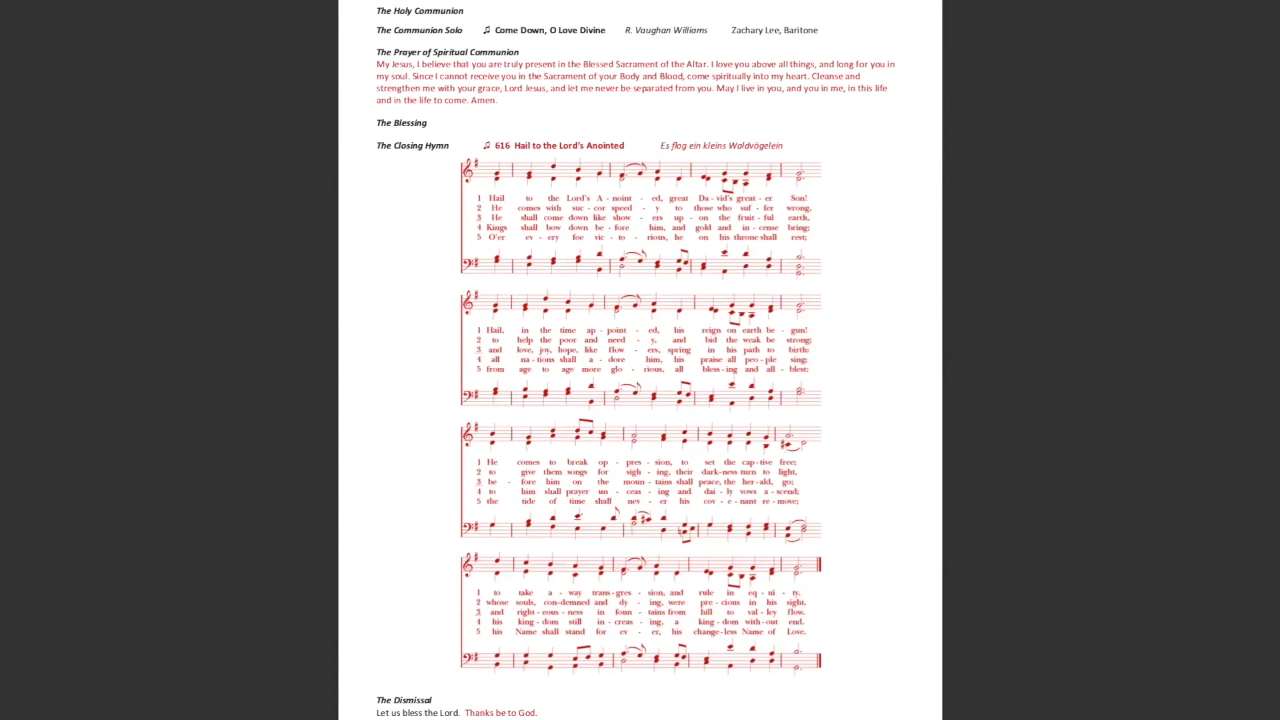 The Holy Communion
The Communion Solo ♫ Come Down, O Love Divine R. Vaughan Williams Zachary Lee, Baritone
The Prayer of Spiritual Communion
My Jesus, I believe that you are truly present in the Blessed Sacrament of the Altar. I love you above all things, and long for you in
my soul. Since I cannot receive you in the Sacrament of your Body and Blood, come spiritually into my heart. Cleanse and
strengthen me with your grace, Lord Jesus, and let me never be separated from you. May I live in you, and you in me, in this life
and in the life to come. Amen.
The Blessing
The Closing Hymn ♫ 616 Hail to the Lord's Anointed Es flog ein kleins Waldvögelein
1 Hail to the Lord's A - noint - ed, great Da - vid's great - er Son!
2 He comes with suc - cor speed - y to those who suf - fer wrong,
3 He shall come down like show - ers up - on the fruit - ful earth,
4 Kings shall bow down be - fore him, and gold and in - cense bring;
5 O'er ev - ery foe vic - to - rious, he on his throne shall rest;
1 Hail, in the time ap - point - ed, his reign on earth be - gun!
2 to help the poor and need - y, and bid the weak be strong;
3 and love, joy, hope, like flow - ers, spring in his path to birth:
4 all na - tions shall a - dore him, his praise all peo - ple sing;
5 from age to age more glo - rious, all bless - ing and all - blest:
1 He comes to break op - pres - sion, to set the cap - tive free;
2 to give them songs for sigh - ing, their dark - ness turn to light,
3 be - fore him on the moun - tains shall peace, the her - ald, go;
4 to him shall prayer un - ceas - ing and dai - ly vows a - scend;
5 the tide of time shall nev - er his cov - e - nant re - move;
1 to take a - way trans - gres - sion, and rule in eq - ui - ty.
2 whose souls, con - demned and dy - ing, were pre - cious in his sight.
3 and right - eous - ness in foun - tains from hill to val - ley flow.
4 his king - dom still in - creas - ing, a king - dom with - out end.
5 his Name shall stand for ev - er, his change - less Name of Love.
The Dismissal
Let us bless the Lord. Thanks be to God.